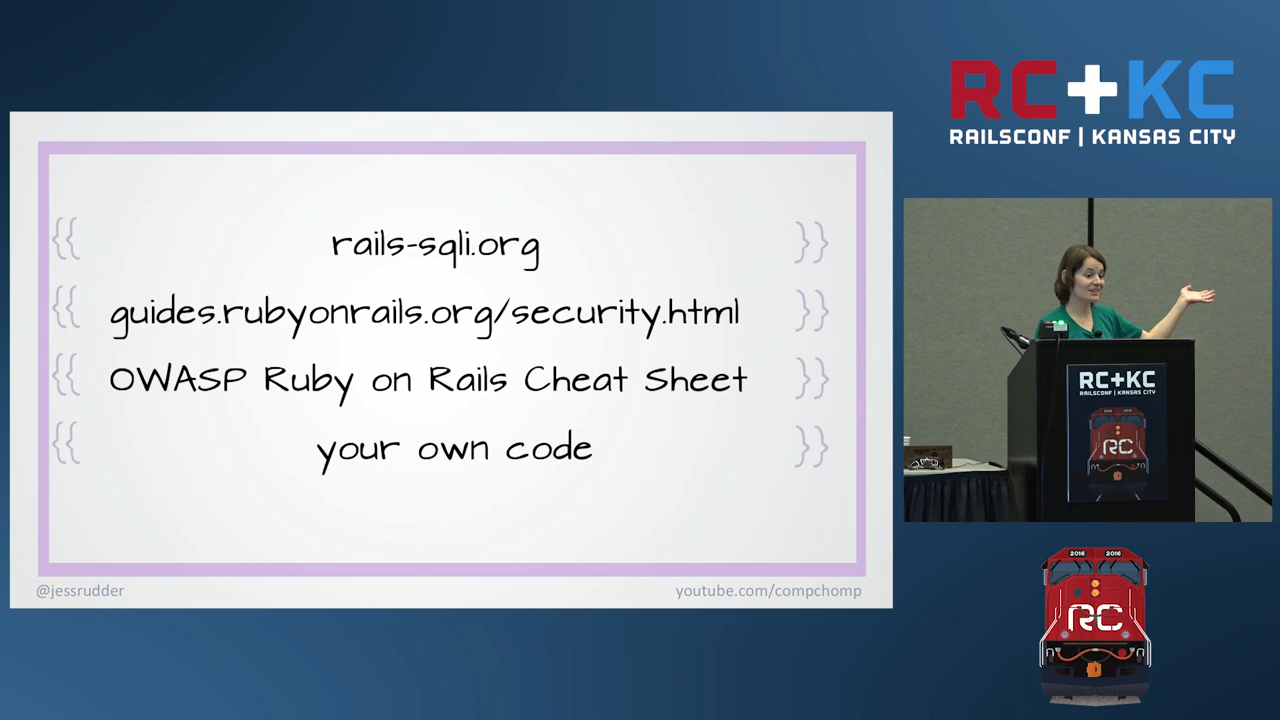 RC+KC
RAILSCONF | KANSAS CITY
{{ rails-sqli.org }}
{{ guides.rubyonrails.org/security.html }}
{{ OWASP Ruby on Rails Cheat Sheet }}
{{ your own code }}
@jessrudder
youtube.com/compchomp
RC+KC
RAILSCONF | KANSAS CITY
RC
2016 2016
RC